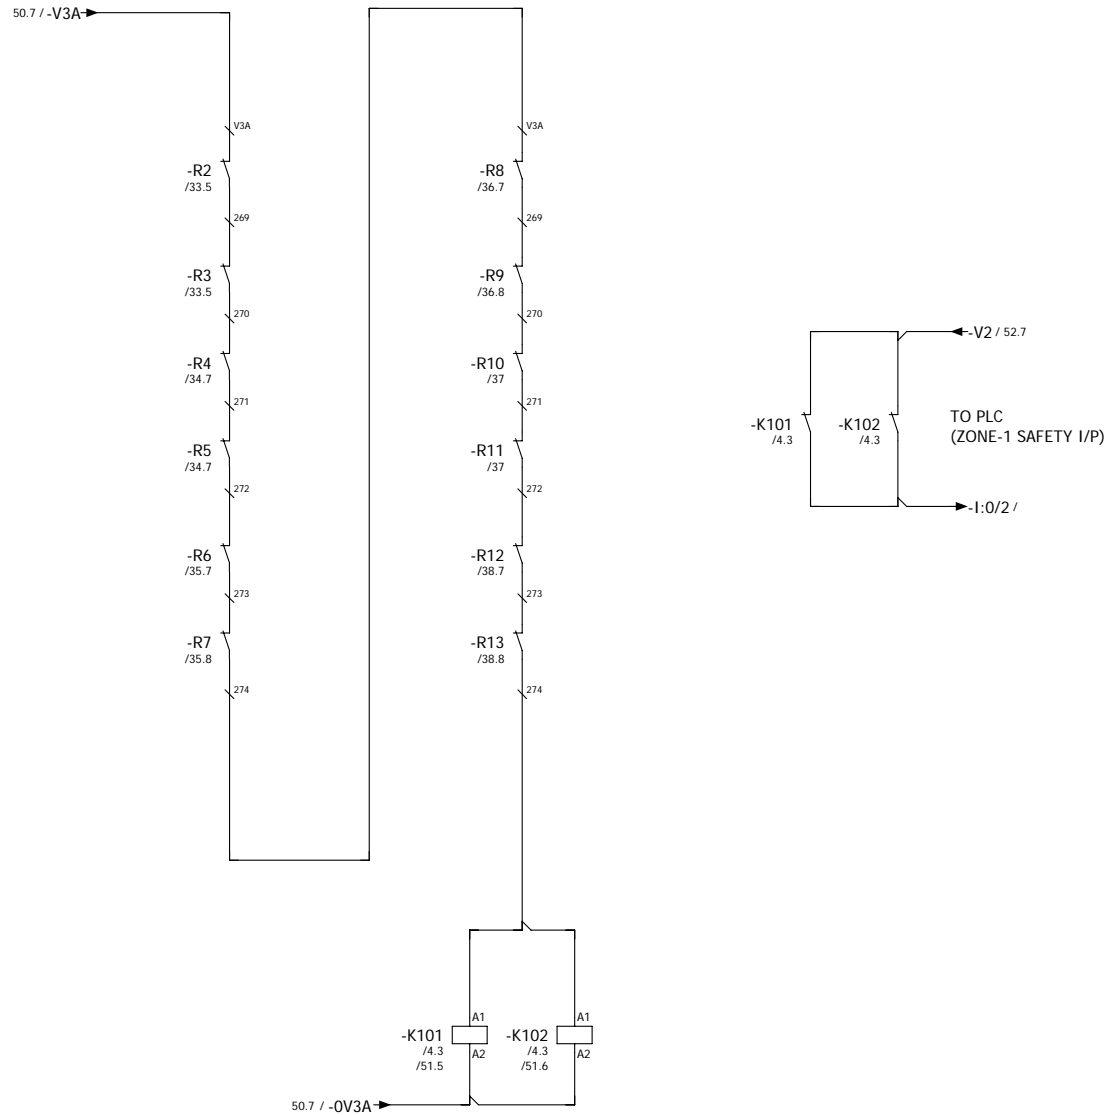 50.7 / -V3A
V3A
-R2
/33.5
269
-R3
/33.5
270
-R4
/34.7
271
-R5
/34.7
272
-R6
/35.7
273
-R7
/35.8
274
V3A
-R8
/36.7
269
-R9
/36.8
270
-R10
/37
271
-R11
/37
272
-R12
/38.7
273
-R13
/38.8
274
-K101
/4.3
/51.5
A1
A2
-K102
/4.3
/51.6
A1
A2
50.7 / -0V3A
-V2 / 52.7
-K101
/4.3
-K102
/4.3
TO PLC
(ZONE-1 SAFETY I/P)
-I:0/2 /